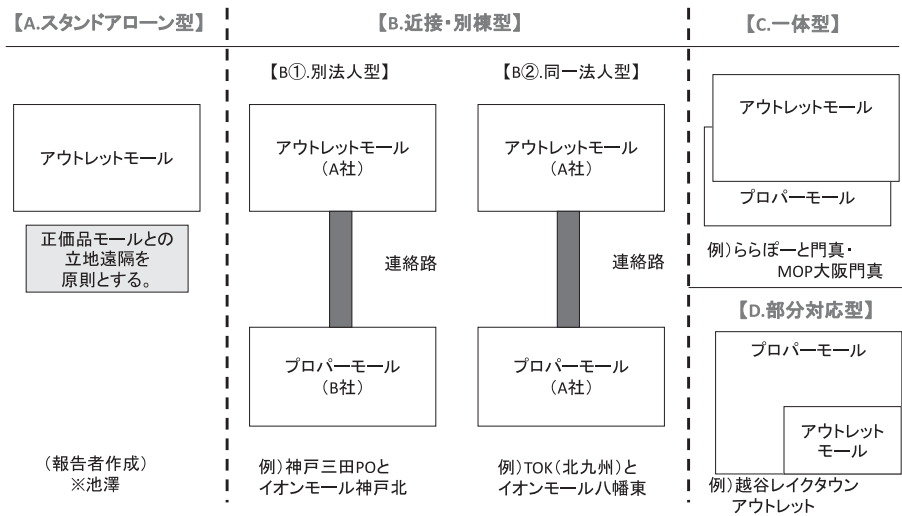 【A.スタンドアローン型】
アウトレットモール
正価品モールとの
立地遠隔を
原則とする。
(報告者作成)
※池澤
【B.近接・別棟型】
【B①.別法人型】
アウトレットモール
(A社)
連絡路
プロパーモール
(B社)
例)神戸三田POと
イオンモール神戸北
【B②.同一法人型】
アウトレットモール
(A社)
連絡路
プロパーモール
(A社)
例)TOK(北九州)と
イオンモール八幡東
【C.一体型】
アウトレットモール
プロパーモール
例)ららぽーと門真・
MOP大阪門真
【D.部分対応型】
プロパーモール
アウトレット
モール
例)越谷レイクタウン
アウトレット